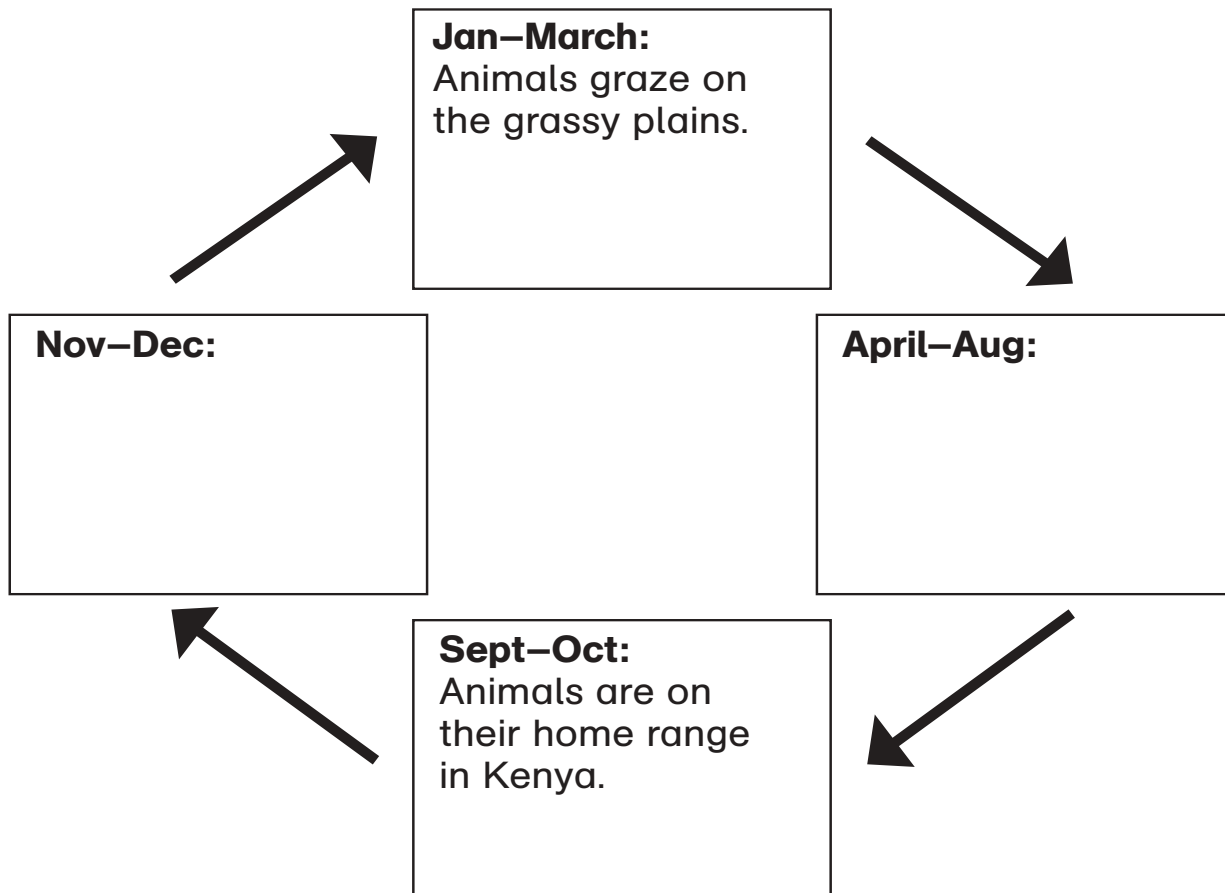 Jan–March:
Animals graze on
the grassy plains.
Nov–Dec:
April–Aug:
Sept–Oct:
Animals are on
their home range
in Kenya.